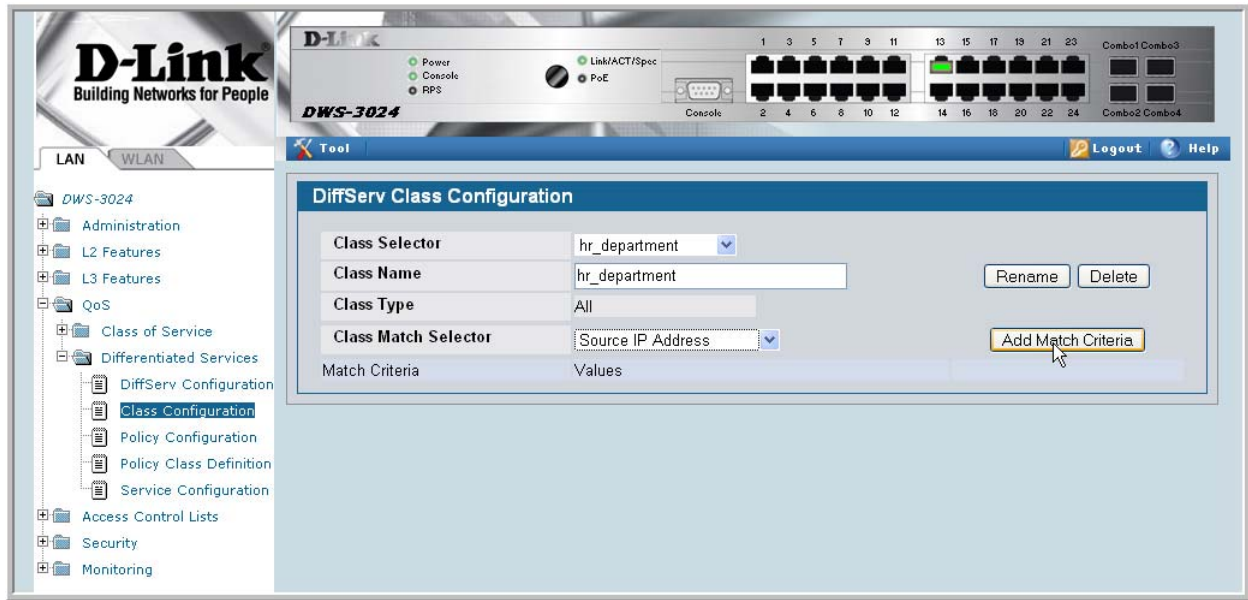 D-Link
Building Networks for People
D-Link
Power
Console
RPS
Link/ACT/Spec
PoE
Console
1 3 5 7 9 11 13 15 17 19 21 23
Combo1 Combo3
2 4 6 8 10 12 14 16 18 20 22 24
Combo2 Combo4
DWS-3024
LAN
WLAN
Tool
Logout
Help
DWS-3024
Administration
L2 Features
L3 Features
QoS
Class of Service
Differentiated Services
DiffServ Configuration
Class Configuration
Policy Configuration
Policy Class Definition
Service Configuration
Access Control Lists
Security
Monitoring
DiffServ Class Configuration
Class Selector hr_department
Class Name hr_department Rename Delete
Class Type All
Class Match Selector Source IP Address Add Match Criteria
Match Criteria Values